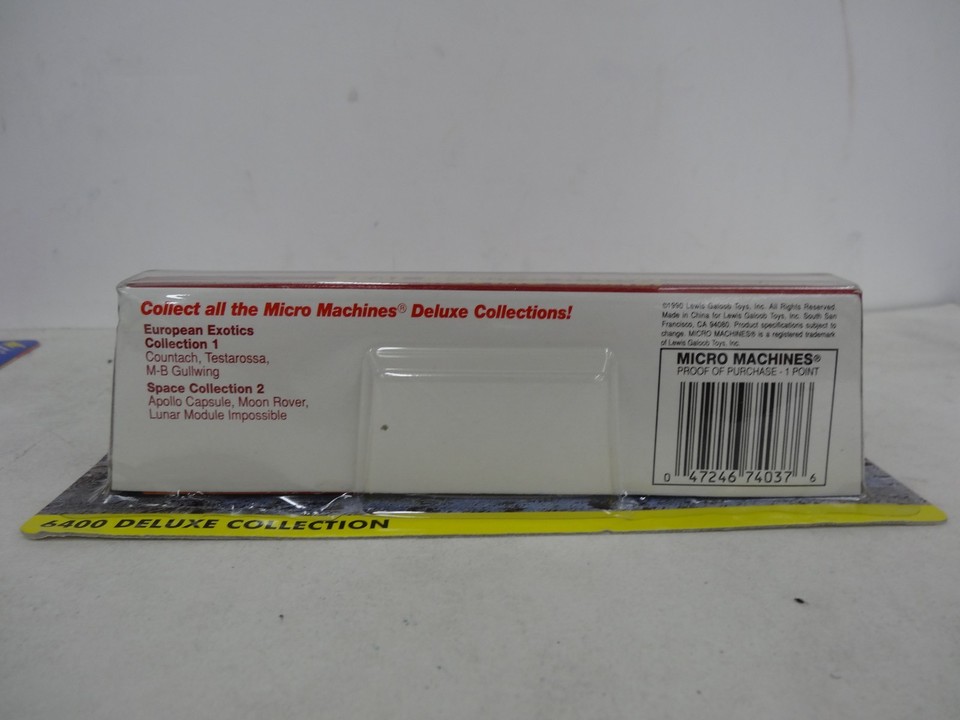 Collect all the Micro Machines® Deluxe Collections!
European Exotics
Collection 1
Countach, Testarossa,
M-B Gullwing
Space Collection 2
Apollo Capsule, Moon Rover,
Lunar Module Impossible
©1990 Lewis Galoob Toys, Inc. All Rights Reserved.
Made in China for Lewis Galoob Toys, Inc. South San
Francisco, CA 94080. Product specifications subject to
change. MICRO MACHINES® is a registered trademark
of Lewis Galoob Toys, Inc.
MICRO MACHINES®
PROOF OF PURCHASE - 1 POINT
0 47246 74037 6
6400 DELUXE COLLECTION